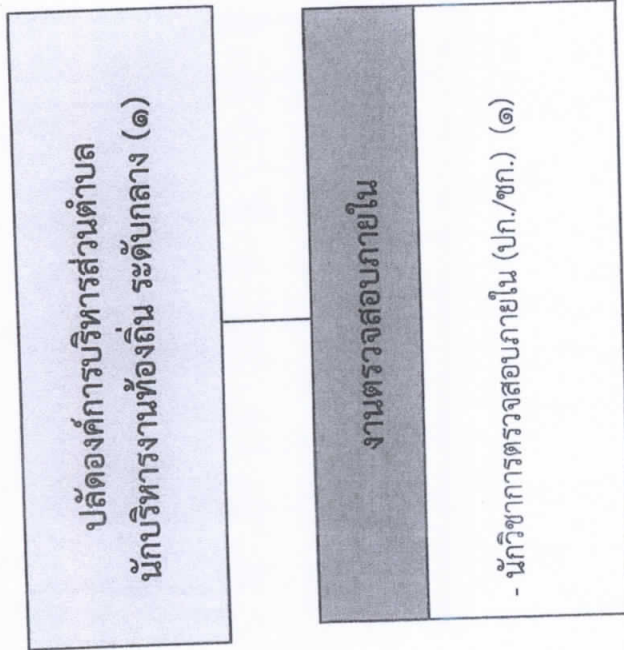 ปลัดองค์การบริหารส่วนตำบล
นักบริหารงานท้องถิ่น ระดับกลาง (๑)
งานตรวจสอบภายใน
- นักวิชาการตรวจสอบภายใน (ปก./ชก.) (๑)